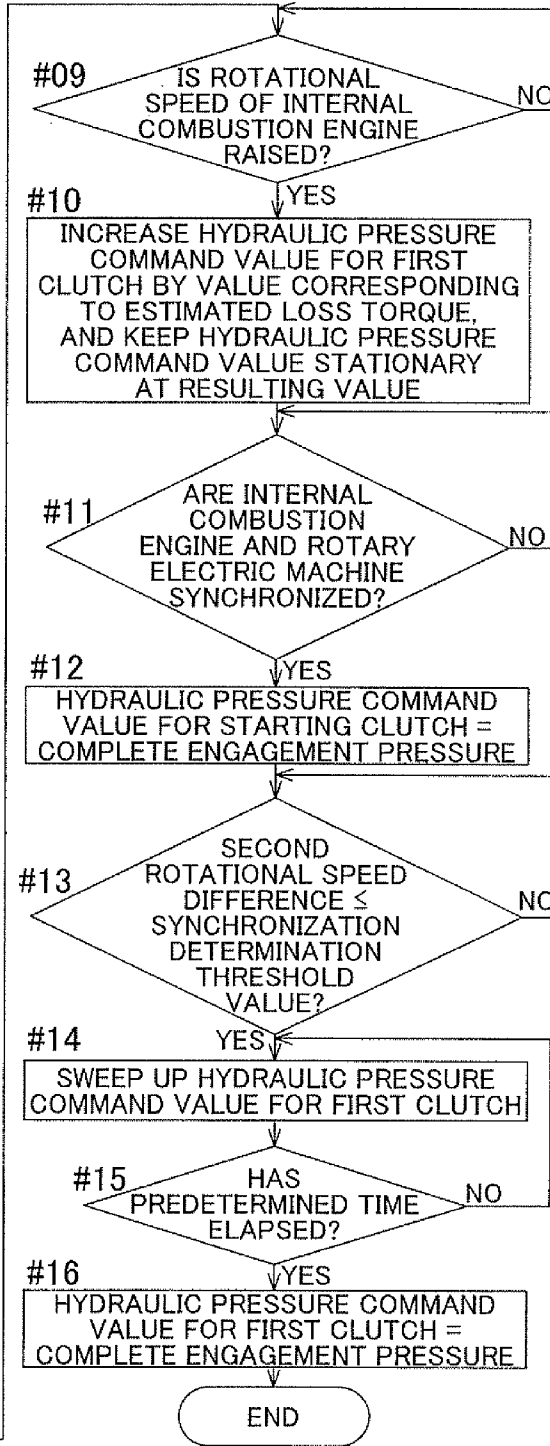 #09
IS ROTATIONAL
SPEED OF INTERNAL
COMBUSTION ENGINE
RAISED?
NO
YES
#10
INCREASE HYDRAULIC PRESSURE
COMMAND VALUE FOR FIRST
CLUTCH BY VALUE CORRESPONDING
TO ESTIMATED LOSS TORQUE,
AND KEEP HYDRAULIC PRESSURE
COMMAND VALUE STATIONARY
AT RESULTING VALUE
#11
ARE INTERNAL
COMBUSTION
ENGINE AND ROTARY
ELECTRIC MACHINE
SYNCHRONIZED?
NO
YES
#12
HYDRAULIC PRESSURE COMMAND
VALUE FOR STARTING CLUTCH =
COMPLETE ENGAGEMENT PRESSURE
#13
SECOND
ROTATIONAL SPEED
DIFFERENCE ≤
SYNCHRONIZATION
DETERMINATION
THRESHOLD
VALUE?
NO
YES
#14
SWEEP UP HYDRAULIC PRESSURE
COMMAND VALUE FOR FIRST CLUTCH
#15
HAS
PREDETERMINED TIME
ELAPSED?
NO
YES
#16
HYDRAULIC PRESSURE COMMAND
VALUE FOR FIRST CLUTCH =
COMPLETE ENGAGEMENT PRESSURE
END